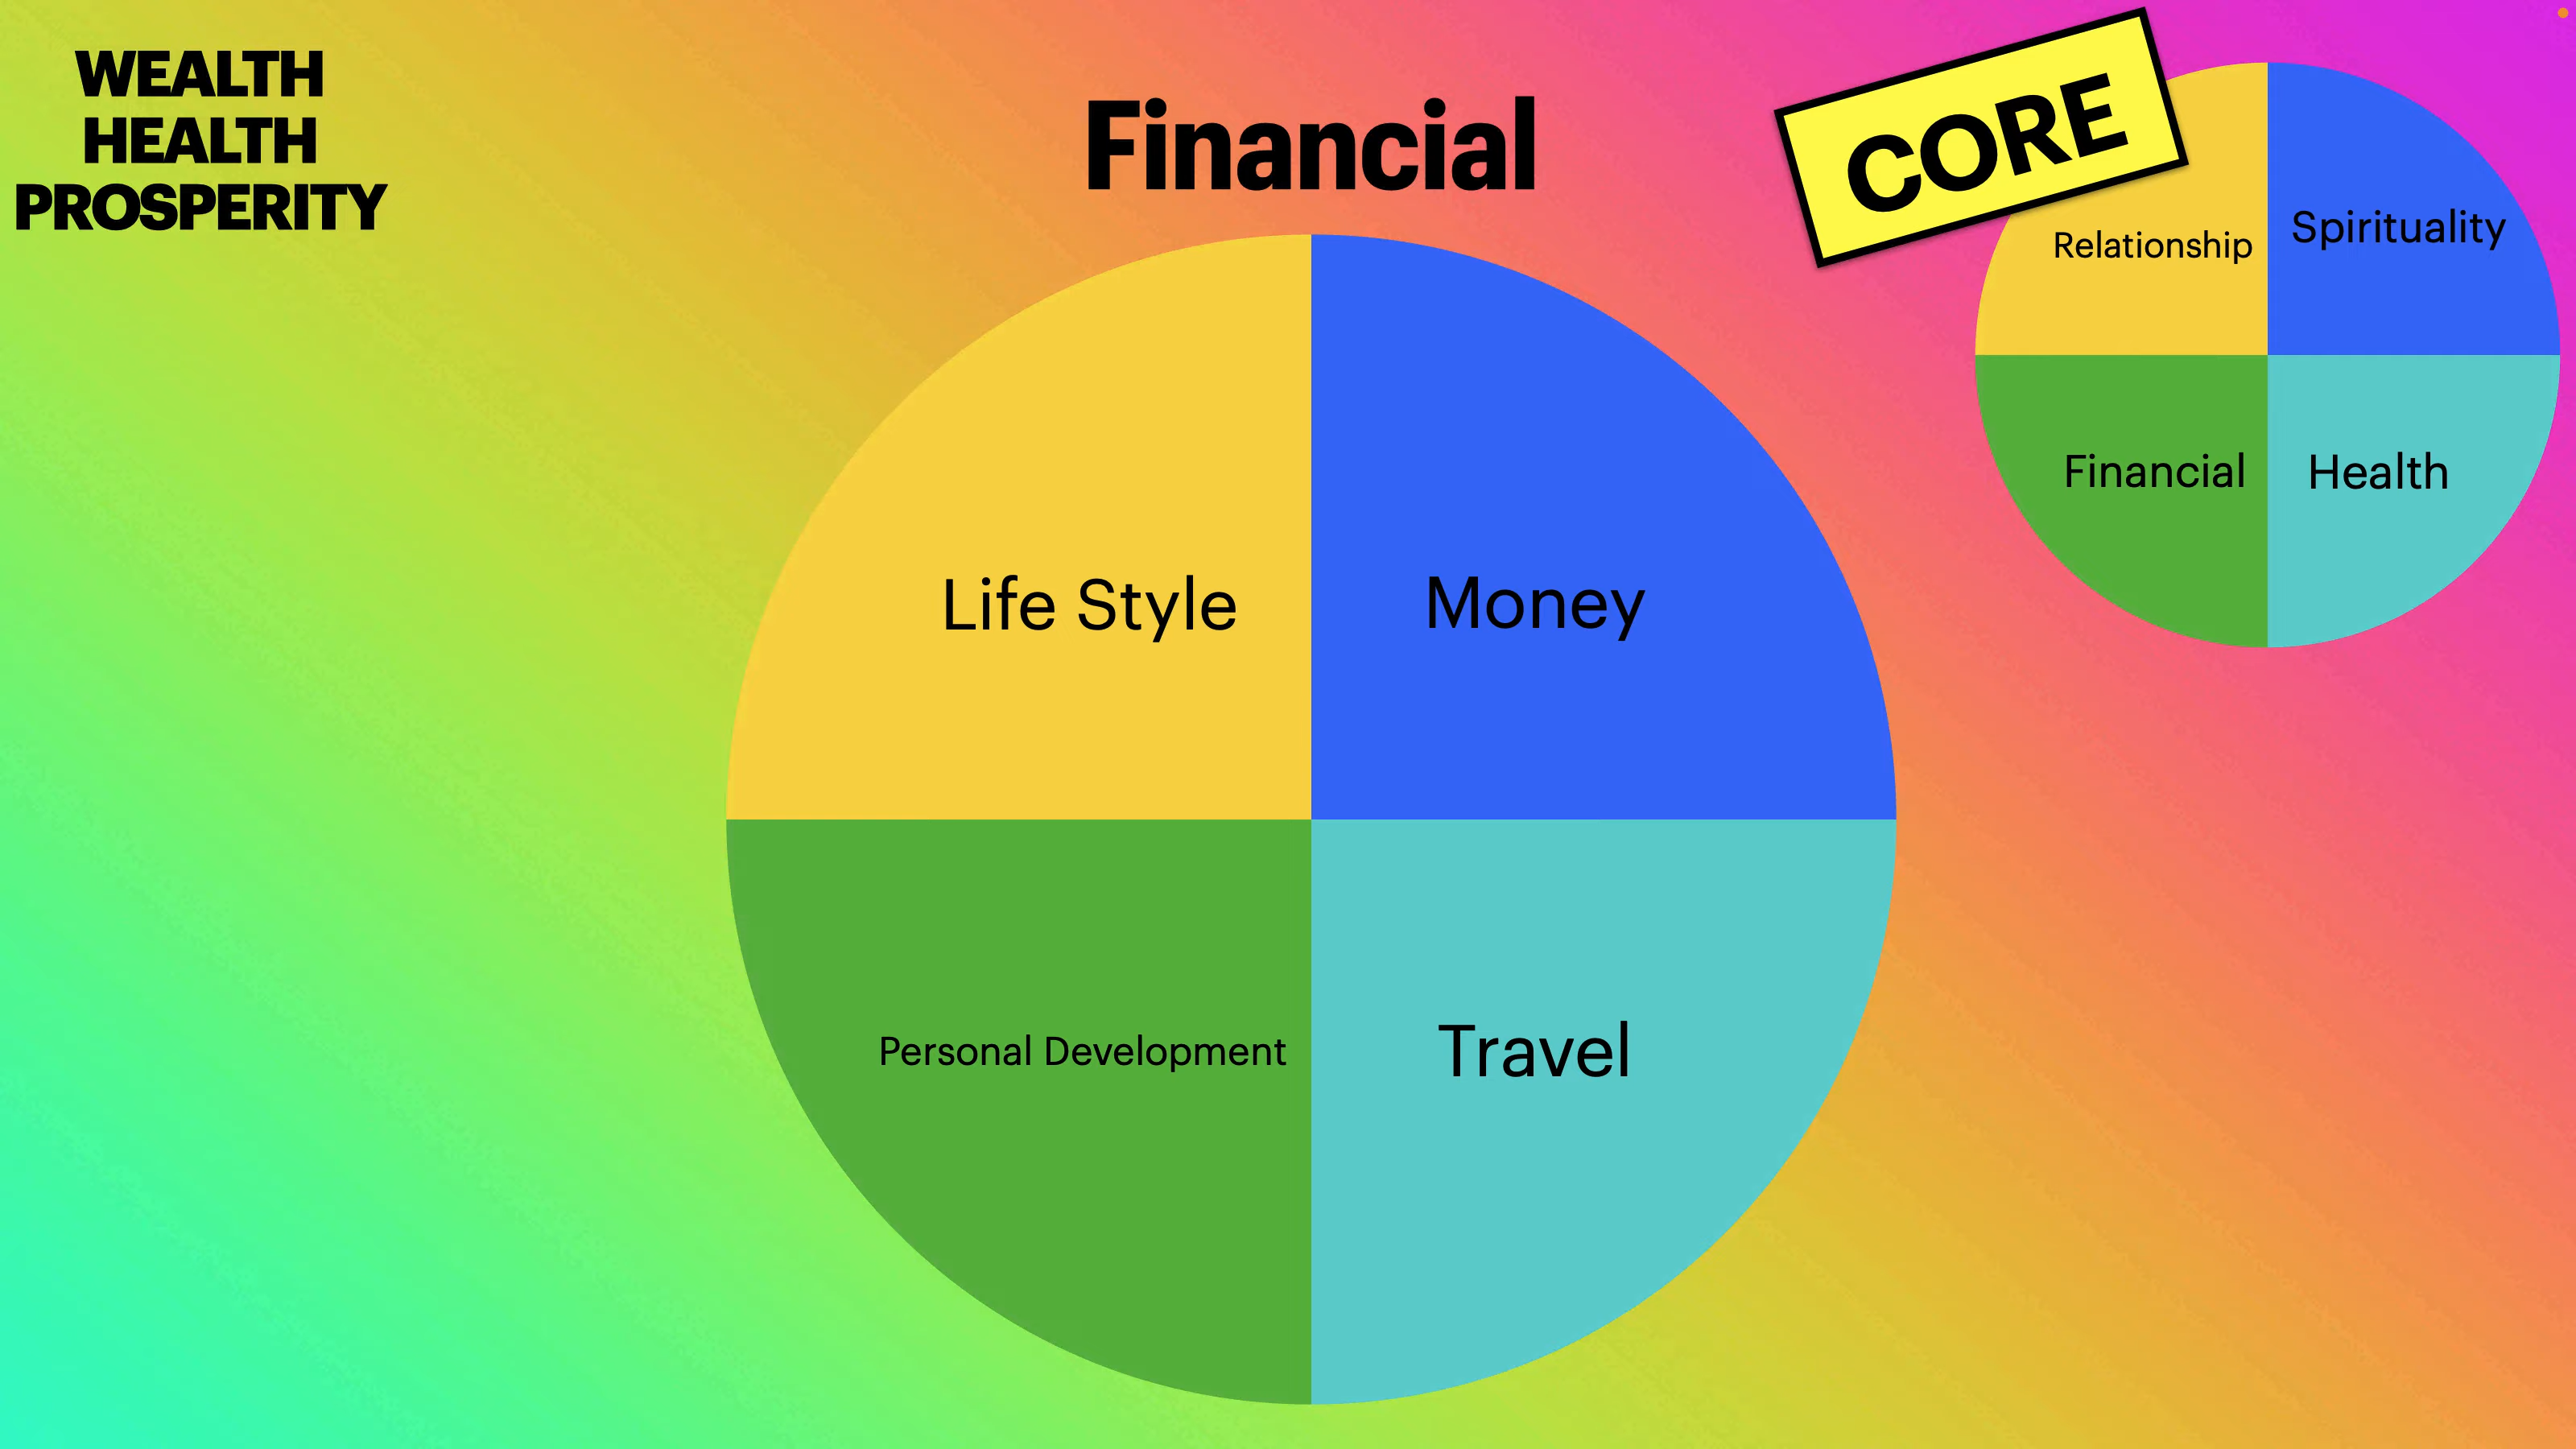 WEALTH
HEALTH
PROSPERITY
Financial
CORE
Relationship
Spirituality
Financial
Health
Life Style
Money
Personal Development
Travel